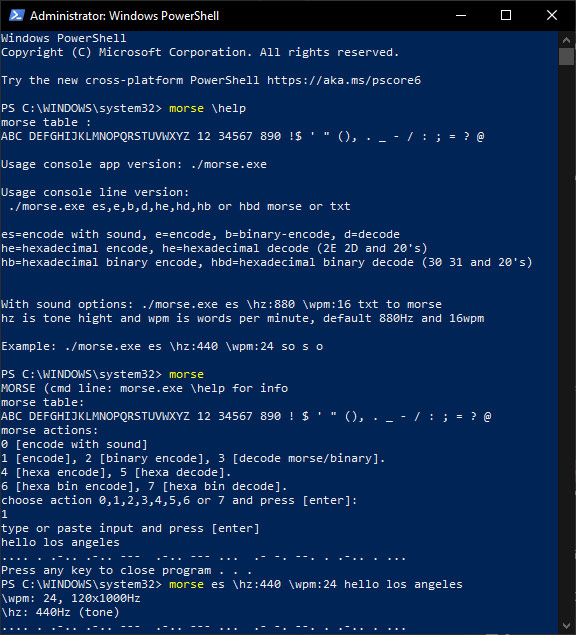 Administrator: Windows PowerShell
Windows PowerShell
Copyright (C) Microsoft Corporation. All rights reserved.
Try the new cross-platform PowerShell https://aka.ms/pscore6
PS C:\WINDOWS\system32> morse \help
morse table :
ABC DEFGHIJKLMNOPQRSTUVWXYZ 12 34567 890 !$ ' " (), . _ - / : ; = ? @
Usage console app version: ./morse.exe
Usage console line version:
./morse.exe es,e,b,d,he,hd,hb or hbd morse or txt
es=encode with sound, e=encode, b=binary-encode, d=decode
he=hexadecimal encode, he=hexadecimal decode (2E 2D and 20's)
hb=hexadecimal binary encode, hbd=hexadecimal binary decode (30 31 and 20's)
With sound options: ./morse.exe es \hz:880 \wpm:16 txt to morse
hz is tone hight and wpm is words per minute, default 880Hz and 16wpm
Example: ./morse.exe es \hz:440 \wpm:24 so s o
PS C:\WINDOWS\system32> morse
MORSE (cmd line: morse.exe \help for info
morse table:
ABC DEFGHIJKLMNOPQRSTUVWXYZ 12 34567 890 ! $ ' " (), . _ - / : ; = ? @
morse actions:
0 [encode with sound]
1 [encode], 2 [binary encode], 3 [decode morse/binary].
4 [hexa encode], 5 [hexa decode].
6 [hexa bin encode], 7 [hexa bin decode].
choose action 0,1,2,3,4,5,6 or 7 and press [enter]:
1
type or paste input and press [enter]
hello los angeles
.... . .-.. .-.. ---  .-.. --- ...  .- -. --. . .-.. . ...
Press any key to close program . . .
PS C:\WINDOWS\system32> morse es \hz:440 \wpm:24 hello los angeles
\wpm: 24, 120x1000Hz
\hz: 440Hz (tone)
.... . .-.. .-.. ---  .-.. --- ...  .- -. --. . .-.. . ...